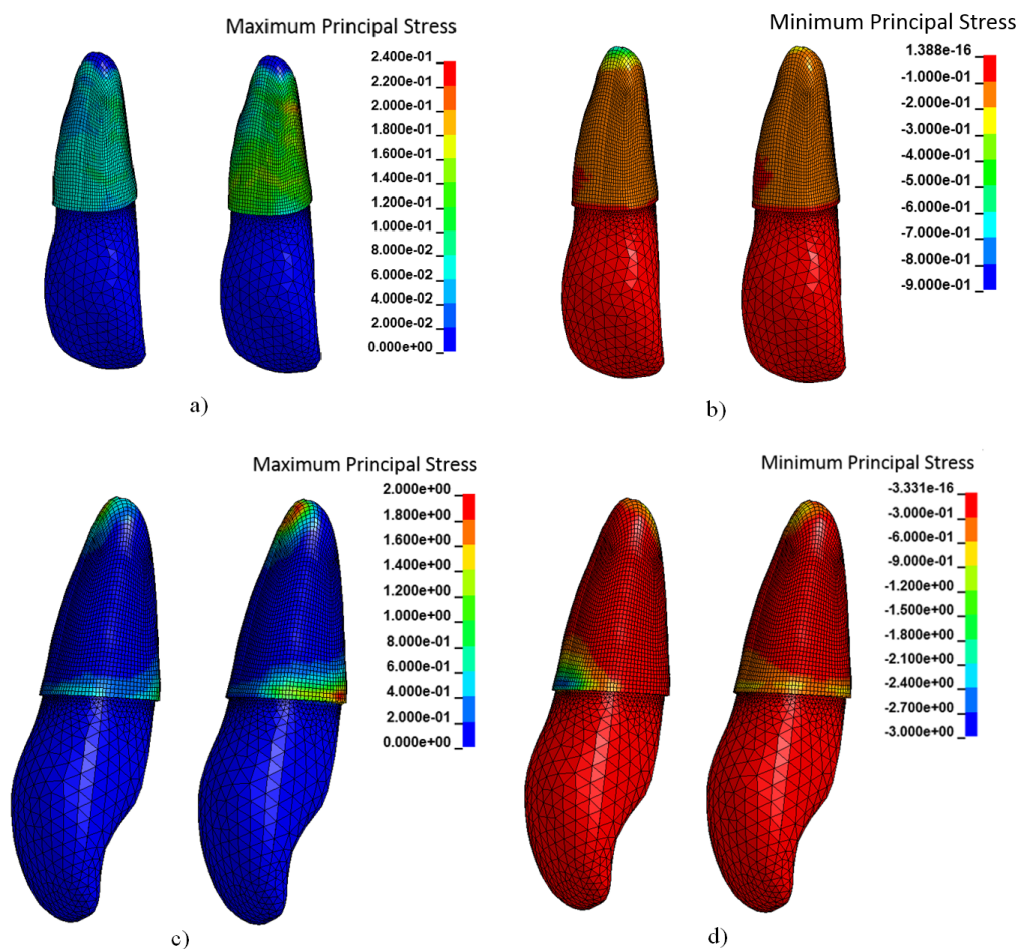 Maximum Principal Stress
2.400e-01
2.200e-01
2.000e-01
1.800e-01
1.600e-01
1.400e-01
1.200e-01
1.000e-01
8.000e-02
6.000e-02
4.000e-02
2.000e-02
0.000e+00
a)
Minimum Principal Stress
1.388e-16
-1.000e-01
-2.000e-01
-3.000e-01
-4.000e-01
-5.000e-01
-6.000e-01
-7.000e-01
-8.000e-01
-9.000e-01
b)
Maximum Principal Stress
2.000e+00
1.800e+00
1.600e+00
1.400e+00
1.200e+00
1.000e+00
8.000e-01
6.000e-01
4.000e-01
2.000e-01
0.000e+00
c)
Minimum Principal Stress
-3.331e-16
-3.000e-01
-6.000e-01
-9.000e-01
-1.200e+00
-1.500e+00
-1.800e+00
-2.100e+00
-2.400e+00
-2.700e+00
-3.000e+00
d)